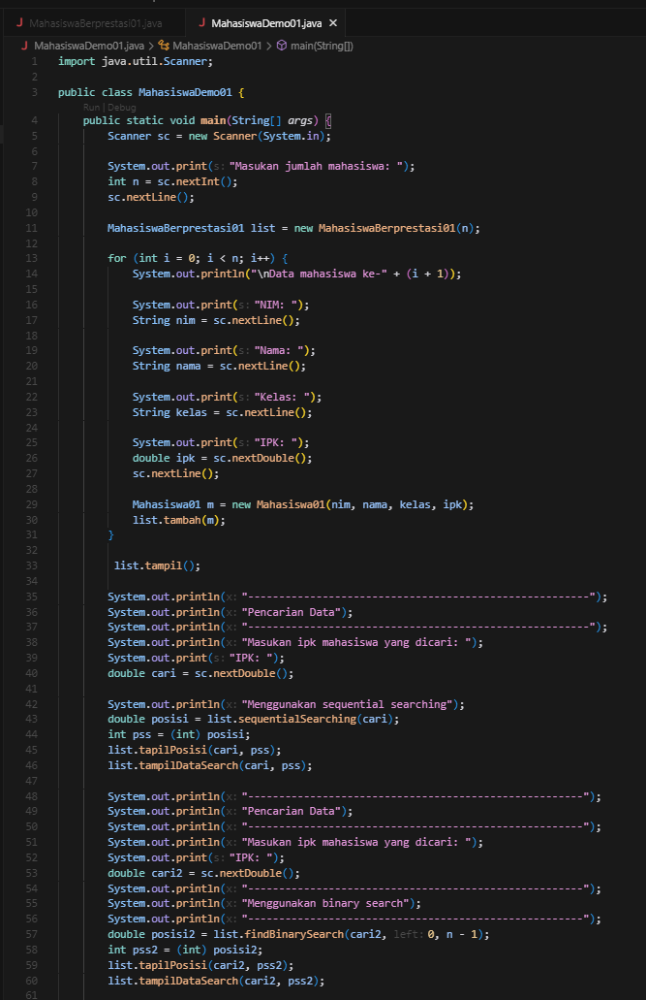 MahasiswaBerprestasi01.java
MahasiswaDemo01.java
MahasiswaDemo01.java > MahasiswaDemo01 > main(String[])
1 import java.util.Scanner;
2
3 public class MahasiswaDemo01 {
Run | Debug
4 public static void main(String[] args) {
5 Scanner sc = new Scanner(System.in);
6
7 System.out.print(s: "Masukan jumlah mahasiswa: ");
8 int n = sc.nextInt();
9 sc.nextLine();
10
11 MahasiswaBerprestasi01 list = new MahasiswaBerprestasi01(n);
12
13 for (int i = 0; i < n; i++) {
14 System.out.println("\nData mahasiswa ke-" + (i + 1));
15
16 System.out.print(s: "NIM: ");
17 String nim = sc.nextLine();
18
19 System.out.print(s: "Nama: ");
20 String nama = sc.nextLine();
21
22 System.out.print(s: "Kelas: ");
23 String kelas = sc.nextLine();
24
25 System.out.print(s: "IPK: ");
26 double ipk = sc.nextDouble();
27 sc.nextLine();
28
29 Mahasiswa01 m = new Mahasiswa01(nim, nama, kelas, ipk);
30 list.tambah(m);
31 }
32
33 list.tampil();
34
35 System.out.println(x: "-------------------------------------------------------");
36 System.out.println(x: "Pencarian Data");
37 System.out.println(x: "-------------------------------------------------------");
38 System.out.println(x: "Masukan ipk mahasiswa yang dicari: ");
39 System.out.print(s: "IPK: ");
40 double cari = sc.nextDouble();
41
42 System.out.println(x: "Menggunakan sequential searching");
43 double posisi = list.sequentialSearching(cari);
44 int pss = (int) posisi;
45 list.tapilPosisi(cari, pss);
46 list.tampilDataSearch(cari, pss);
47
48 System.out.println(x: "------------------------------------------------------");
49 System.out.println(x: "Pencarian Data");
50 System.out.println(x: "------------------------------------------------------");
51 System.out.println(x: "Masukan ipk mahasiswa yang dicari: ");
52 System.out.print(s: "IPK: ");
53 double cari2 = sc.nextDouble();
54 System.out.println(x: "------------------------------------------------------");
55 System.out.println(x: "Menggunakan binary search");
56 System.out.println(x: "------------------------------------------------------");
57 double posisi2 = list.findBinarySearch(cari2, left: 0, n - 1);
58 int pss2 = (int) posisi2;
59 list.tapilPosisi(cari2, pss2);
60 list.tampilDataSearch(cari2, pss2);
61